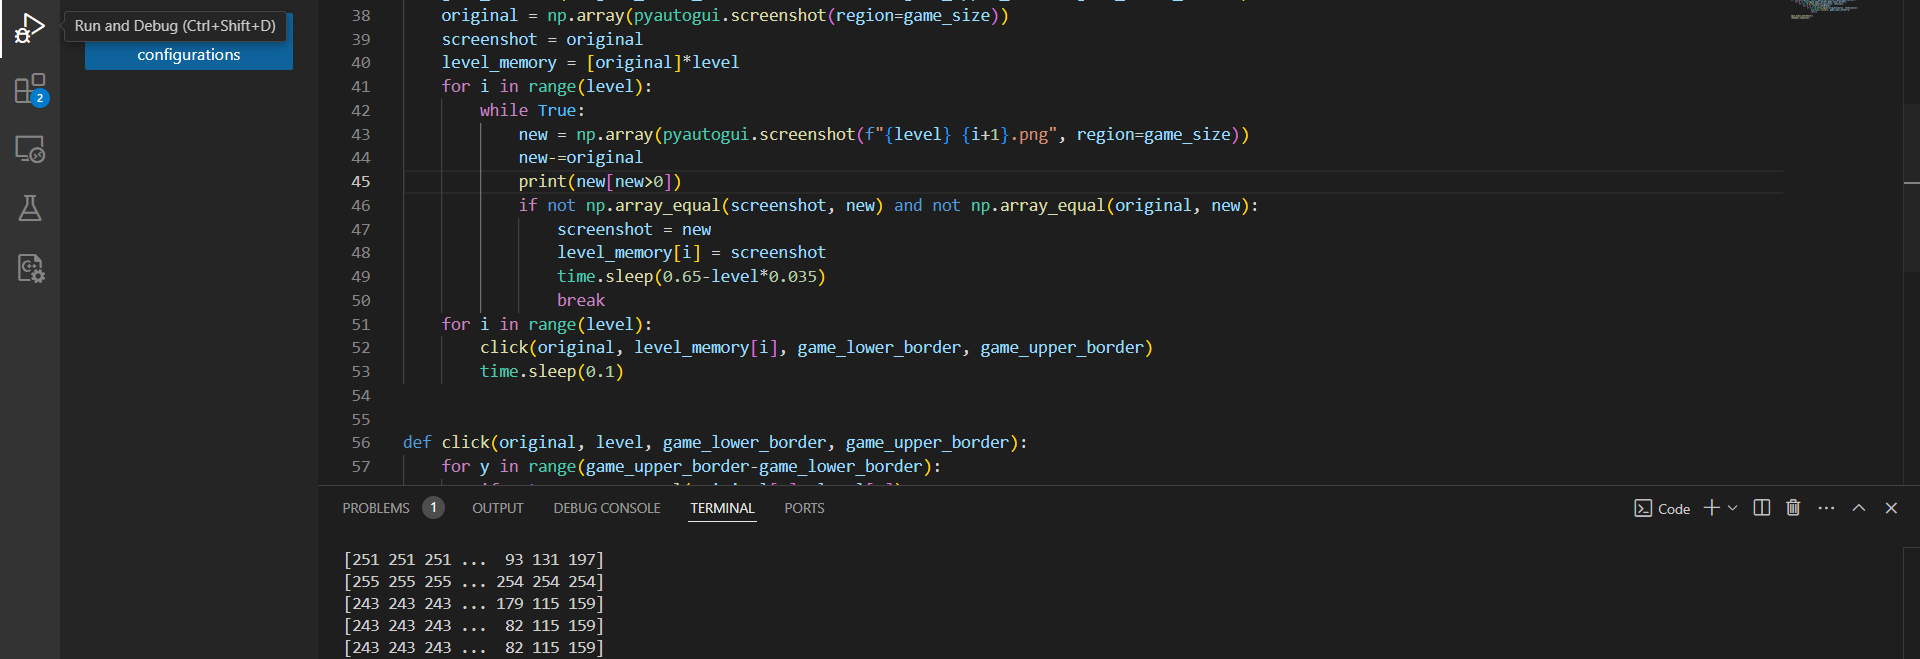 Run and Debug (Ctrl+Shift+D)
configurations
2
38 original = np.array(pyautogui.screenshot(region=game_size))
39 screenshot = original
40 level_memory = [original]*level
41 for i in range(level):
42 while True:
43 new = np.array(pyautogui.screenshot(f"{level} {i+1}.png", region=game_size))
44 new-=original
45 print(new[new>0])
46 if not np.array_equal(screenshot, new) and not np.array_equal(original, new):
47 screenshot = new
48 level_memory[i] = screenshot
49 time.sleep(0.65-level*0.035)
50 break
51 for i in range(level):
52 click(original, level_memory[i], game_lower_border, game_upper_border)
53 time.sleep(0.1)
54
55
56 def click(original, level, game_lower_border, game_upper_border):
57 for y in range(game_upper_border-game_lower_border):
PROBLEMS 1 OUTPUT DEBUG CONSOLE TERMINAL PORTS Code
[251 251 251 ... 93 131 197]
[255 255 255 ... 254 254 254]
[243 243 243 ... 179 115 159]
[243 243 243 ... 82 115 159]
[243 243 243 ... 82 115 159]